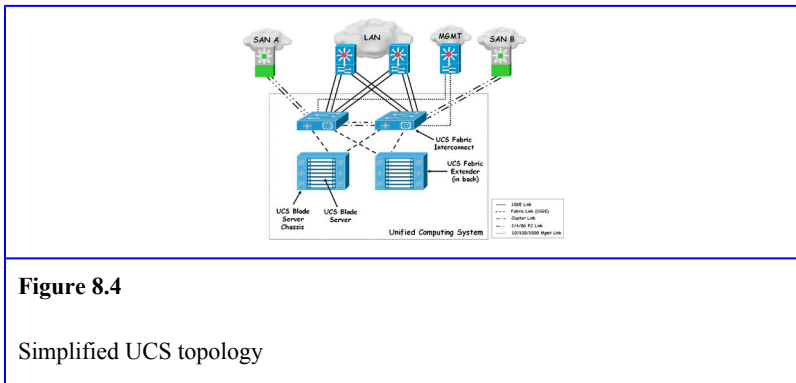 SAN A
LAN
MGMT
SAN B
UCS Fabric
Interconnect
UCS Fabric
Extender
(in back)
UCS Blade
Server
Chassis
UCS Blade
Server
Unified Computing System
10GE Link
Fabric Link (10GE)
Cluster Link
2/4/8G FC Link
10/100/1000 Mgmt Link
Figure 8.4
Simplified UCS topology